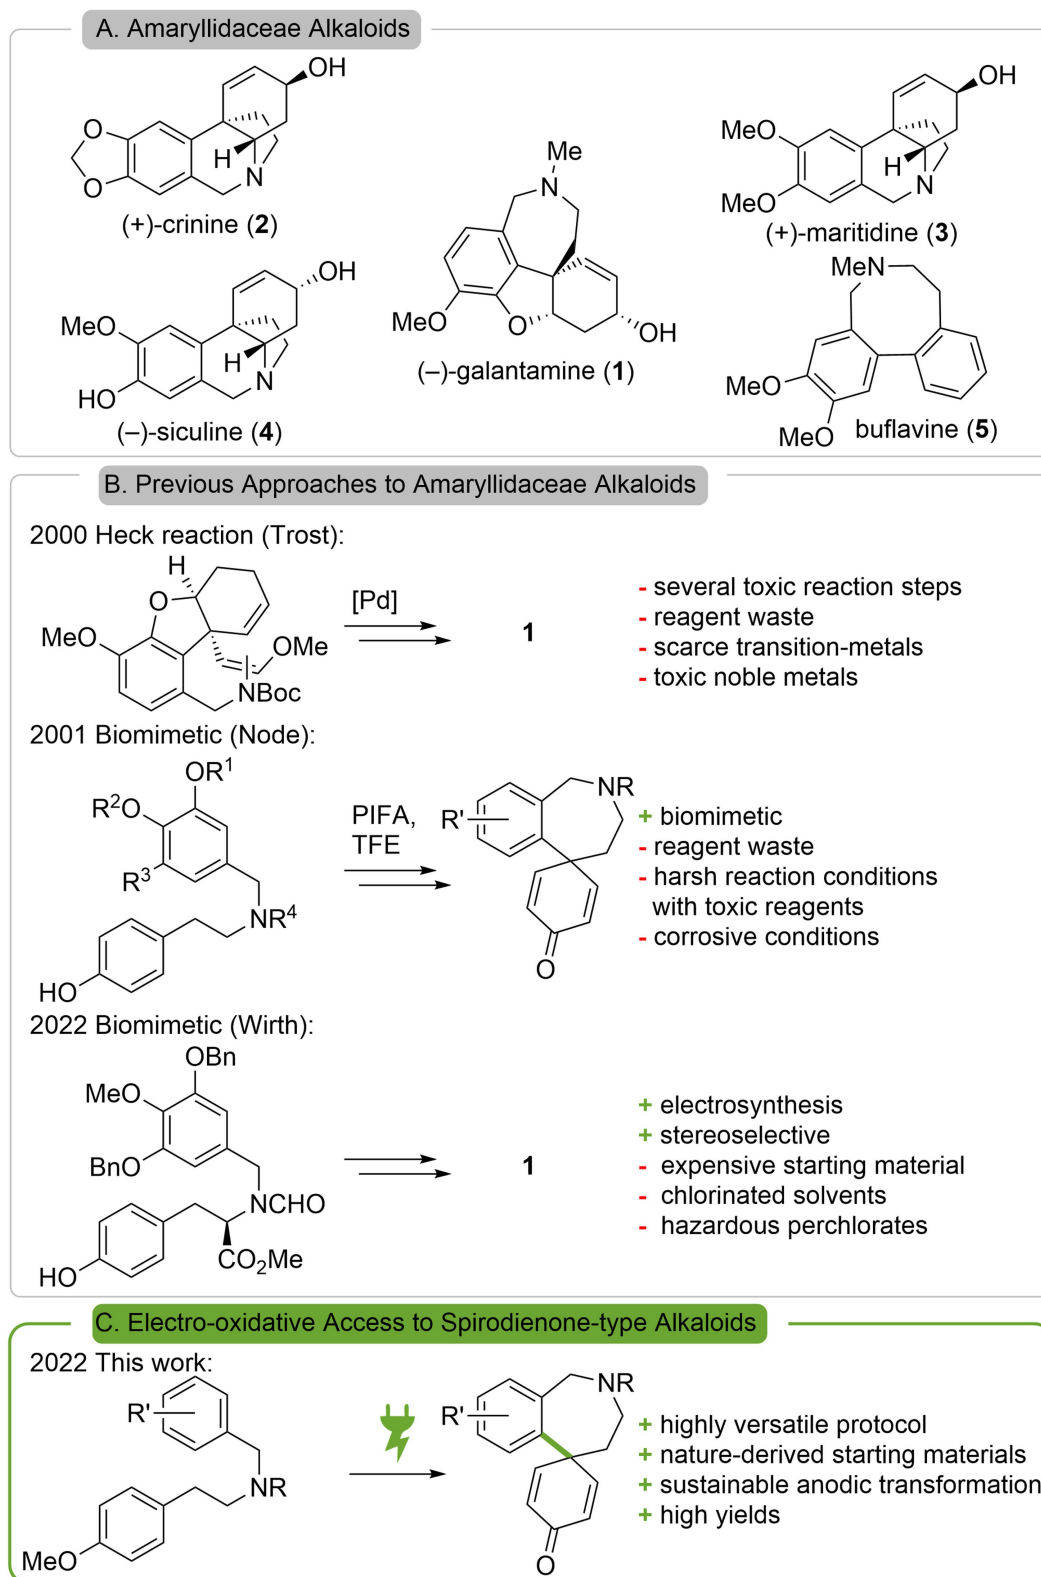 A. Amaryllidaceae Alkaloids
OH
O
O
H
N
(+)-crinine (2)
Me
N
MeO
O
OH
(–)-galantamine (1)
OH
MeO
MeO
H
N
(+)-maritidine (3)
OH
MeO
HO
H
N
(–)-siculine (4)
MeN
MeO
MeO
buflavine (5)
B. Previous Approaches to Amaryllidaceae Alkaloids
2000 Heck reaction (Trost):
H
O
MeO
OMe
NBoc
[Pd]
1
- several toxic reaction steps
- reagent waste
- scarce transition-metals
- toxic noble metals
2001 Biomimetic (Node):
OR¹
R²O
R³
NR⁴
HO
PIFA,
TFE
NR
R'
O
+ biomimetic
- reagent waste
- harsh reaction conditions
with toxic reagents
- corrosive conditions
2022 Biomimetic (Wirth):
OBn
MeO
BnO
NCHO
CO₂Me
HO
1
+ electrosynthesis
+ stereoselective
- expensive starting material
- chlorinated solvents
- hazardous perchlorates
C. Electro-oxidative Access to Spirodienone-type Alkaloids
2022 This work:
R'
NR
MeO
NR
R'
O
+ highly versatile protocol
+ nature-derived starting materials
+ sustainable anodic transformation
+ high yields